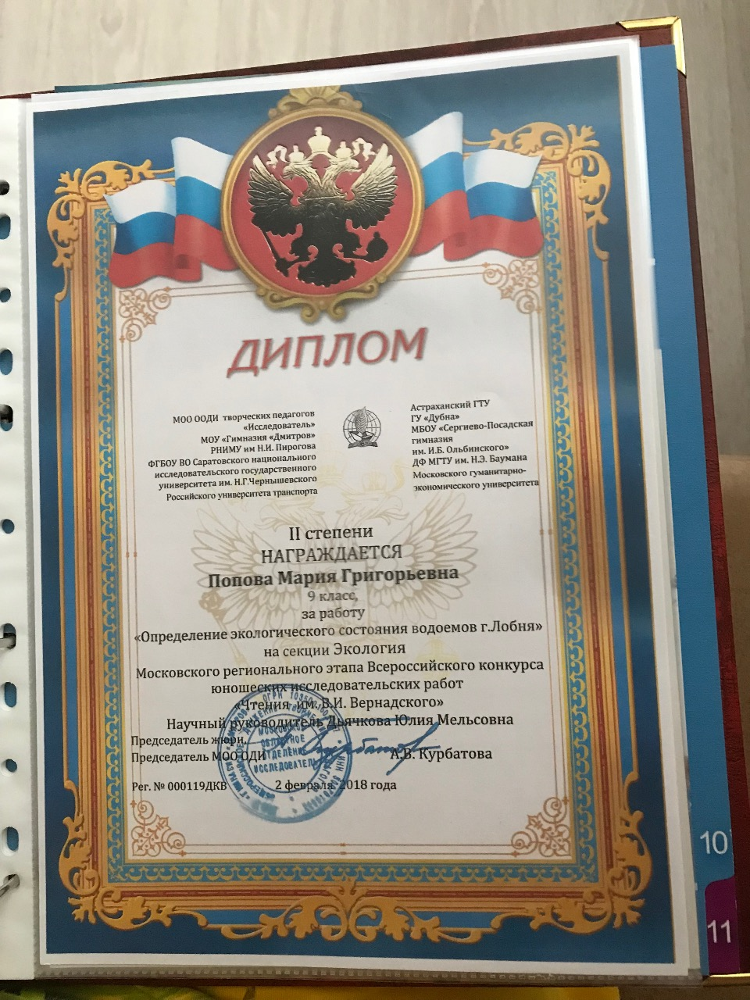 ДИПЛОМ
МОО ООДИ творческих педагогов
«Исследователь»
МОУ «Гимназия «Дмитров»
РНИМУ им Н.И. Пирогова
ФГБОУ ВО Саратовского национального
исследовательского государственного
университета им. Н.Г.Чернышевского
Российского университета транспорта
Астраханский ГТУ
ГУ «Дубна»
МБОУ «Сергиево-Посадская
гимназия
им. И.Б. Ольбинского»
ДФ МГТУ им. Н.Э. Баумана
Московского гуманитарно-
экономического университета
II степени
НАГРАЖДАЕТСЯ
Попова Мария Григорьевна
9 класс,
за работу
«Определение экологического состояния водоемов г.Лобня»
на секции Экология
Московского регионального этапа Всероссийского конкурса
юношеских исследовательских работ
«Чтения им. В.И. Вернадского»
Научный руководитель Дьячкова Юлия Мельсовна
Председатель жюри,
Председатель МОО ОДИ
А.В. Курбатова
Рег. № 000119ДКВ
2 февраля 2018 года
МОСКОВСКОЕ
ОБЛАСТНОЕ
ОТДЕЛЕНИЕ
ИССЛЕДОВАТЕЛЬ
10
11